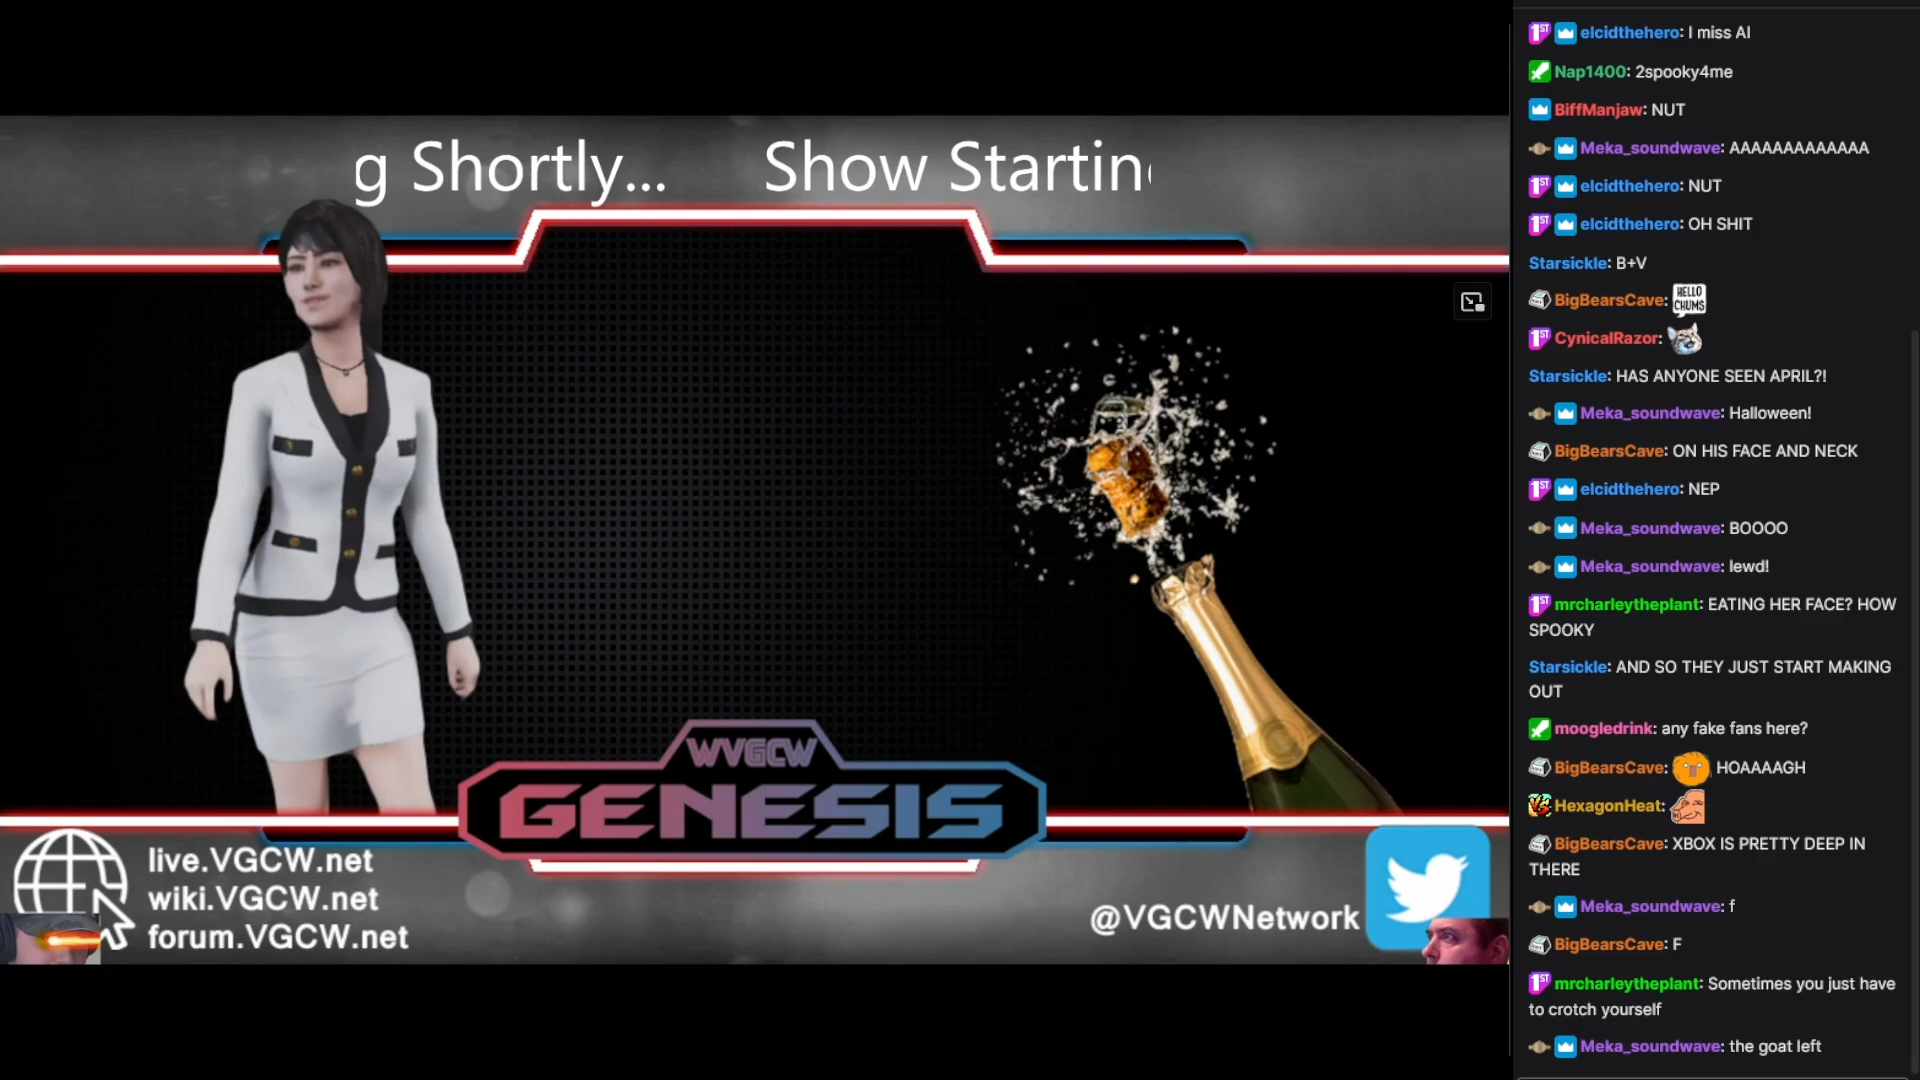 g Shortly... Show Startin
WVGCW
GENESIS
live.VGCW.net
wiki.VGCW.net
forum.VGCW.net
@VGCWNetwork
elcidthehero: I miss AI
Nap1400: 2spooky4me
BiffManjaw: NUT
Meka_soundwave: AAAAAAAAAAAAA
elcidthehero: NUT
elcidthehero: OH SHIT
Starsickle: B+V
BigBearsCave: HELLO CHUMS
CynicalRazor:
Starsickle: HAS ANYONE SEEN APRIL?!
Meka_soundwave: Halloween!
BigBearsCave: ON HIS FACE AND NECK
elcidthehero: NEP
Meka_soundwave: BOOOO
Meka_soundwave: lewd!
mrcharleytheplant: EATING HER FACE? HOW
SPOOKY
Starsickle: AND SO THEY JUST START MAKING
OUT
moogledrink: any fake fans here?
BigBearsCave: HOAAAAGH
HexagonHeat:
BigBearsCave: XBOX IS PRETTY DEEP IN
THERE
Meka_soundwave: f
BigBearsCave: F
mrcharleytheplant: Sometimes you just have
to crotch yourself
Meka_soundwave: the goat left